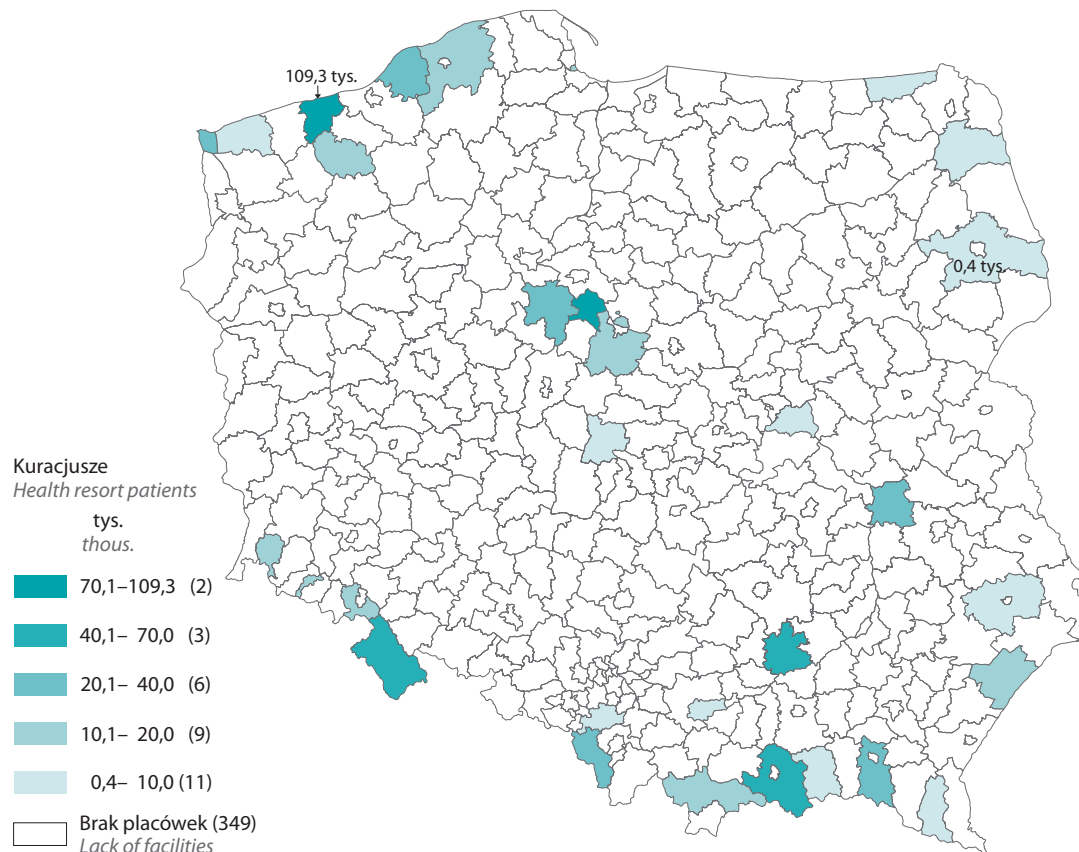 109,3 tys.
0,4 tys.
Kuracjusze
Health resort patients
tys.
thous.
70,1–109,3 (2)
40,1– 70,0 (3)
20,1– 40,0 (6)
10,1– 20,0 (9)
0,4– 10,0 (11)
Brak placówek (349)
Lack of facilities